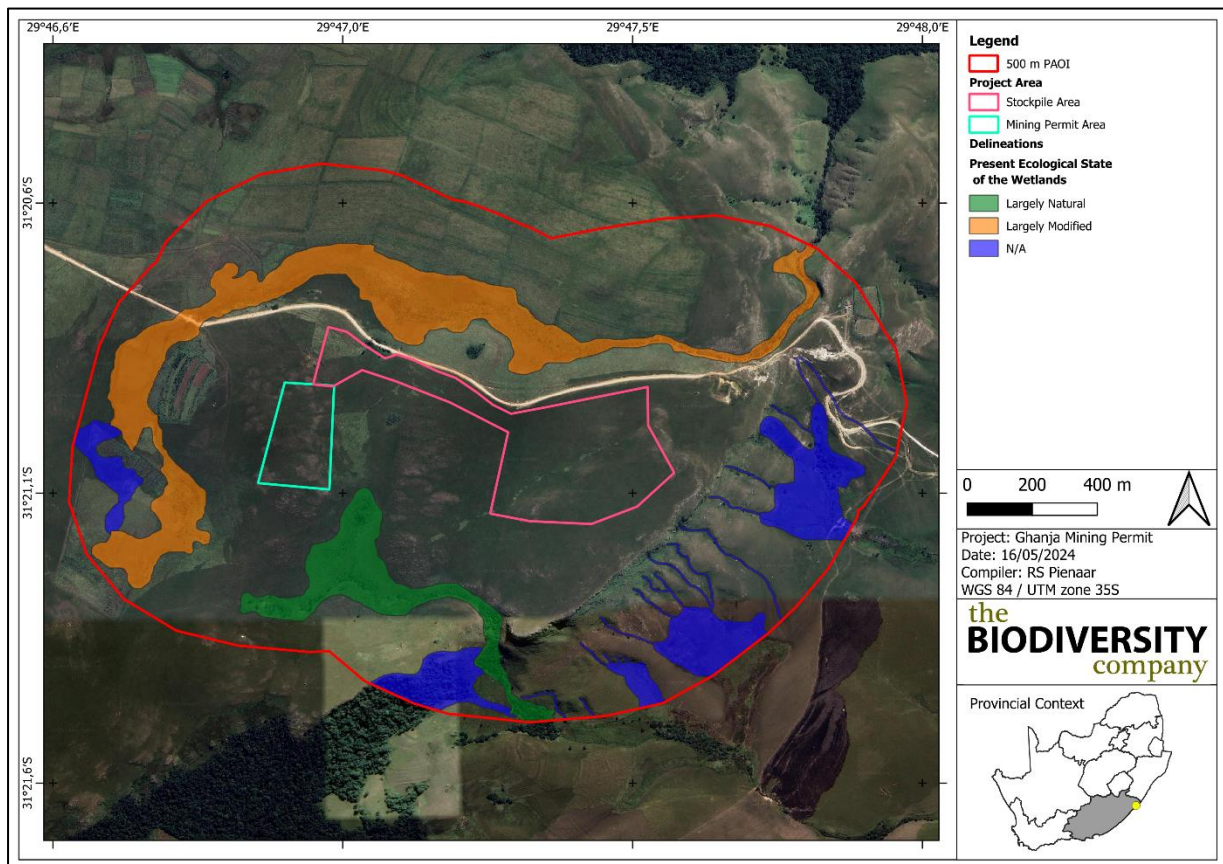 29°46,6'E
29°47,0'E
29°47,5'E
29°48,0'E
31°20,6'S
31°21,1'S
31°21,6'S
Legend
500 m PAOI
Project Area
Stockpile Area
Mining Permit Area
Delineations
Present Ecological State
of the Wetlands
Largely Natural
Largely Modified
N/A
0 200 400 m
Project: Ghanja Mining Permit
Date: 16/05/2024
Compiler: RS Pienaar
WGS 84 / UTM zone 35S
the
BIODIVERSITY
company
Provincial Context